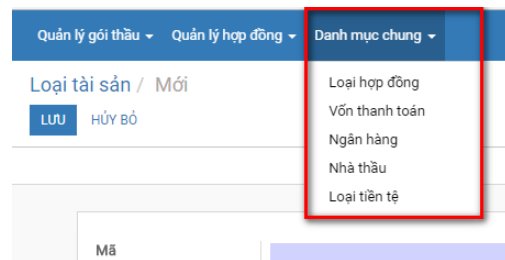 Quản lý gói thầu Quản lý hợp đồng Danh mục chung
Loại tài sản / Mới
LƯU HỦY BỎ
Loại hợp đồng
Vốn thanh toán
Ngân hàng
Nhà thầu
Loại tiền tệ
Mã